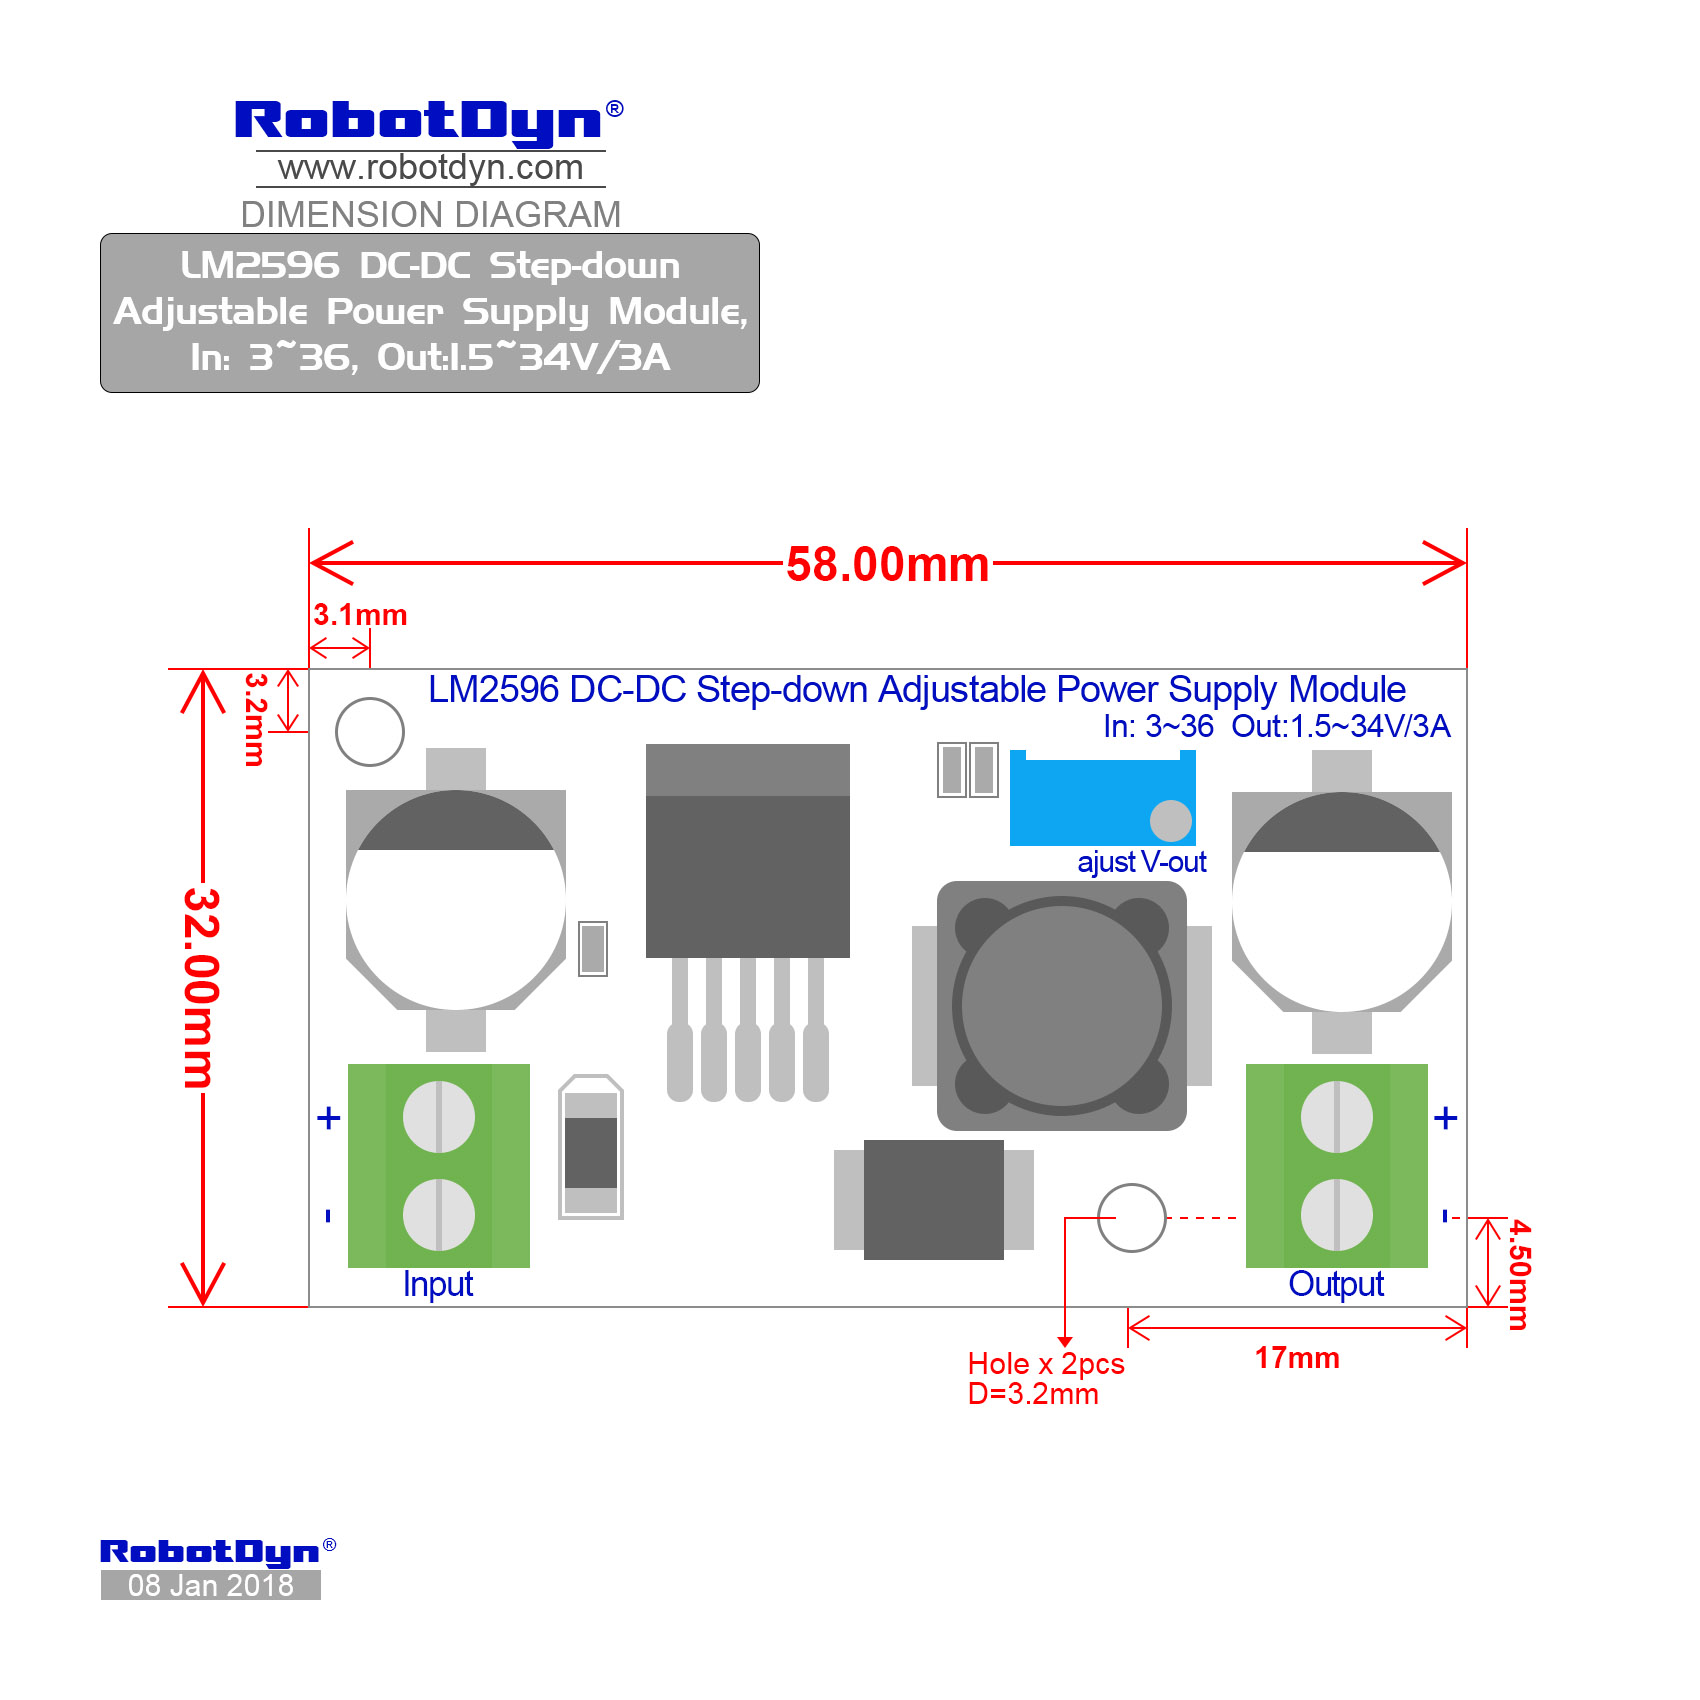 RobotDyn®
www.robotdyn.com
DIMENSION DIAGRAM
LM2596 DC-DC Step-down
Adjustable Power Supply Module,
In: 3~36, Out:1.5~34V/3A
58.00mm
3.1mm
3.2mm
32.00mm
LM2596 DC-DC Step-down Adjustable Power Supply Module
In: 3~36 Out:1.5~34V/3A
ajust V-out
+
-
Input
+
-
Output
4.50mm
17mm
Hole x 2pcs
D=3.2mm
RobotDyn®
08 Jan 2018